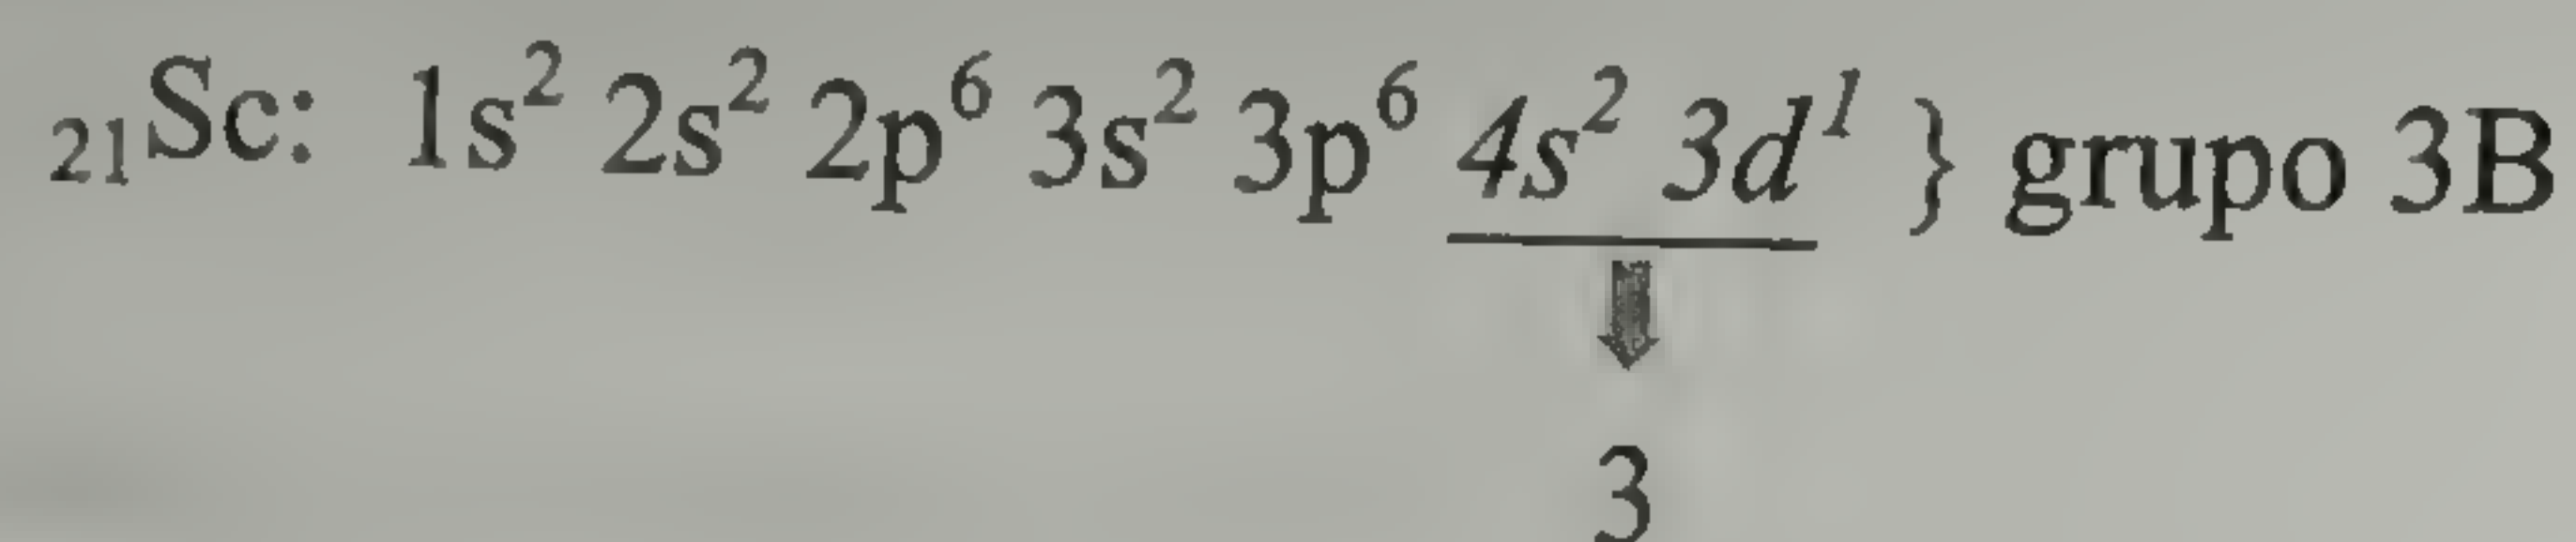 ₂₁Sc: 1s² 2s² 2p⁶ 3s² 3p⁶ 4s² 3d¹ } grupo 3B
3